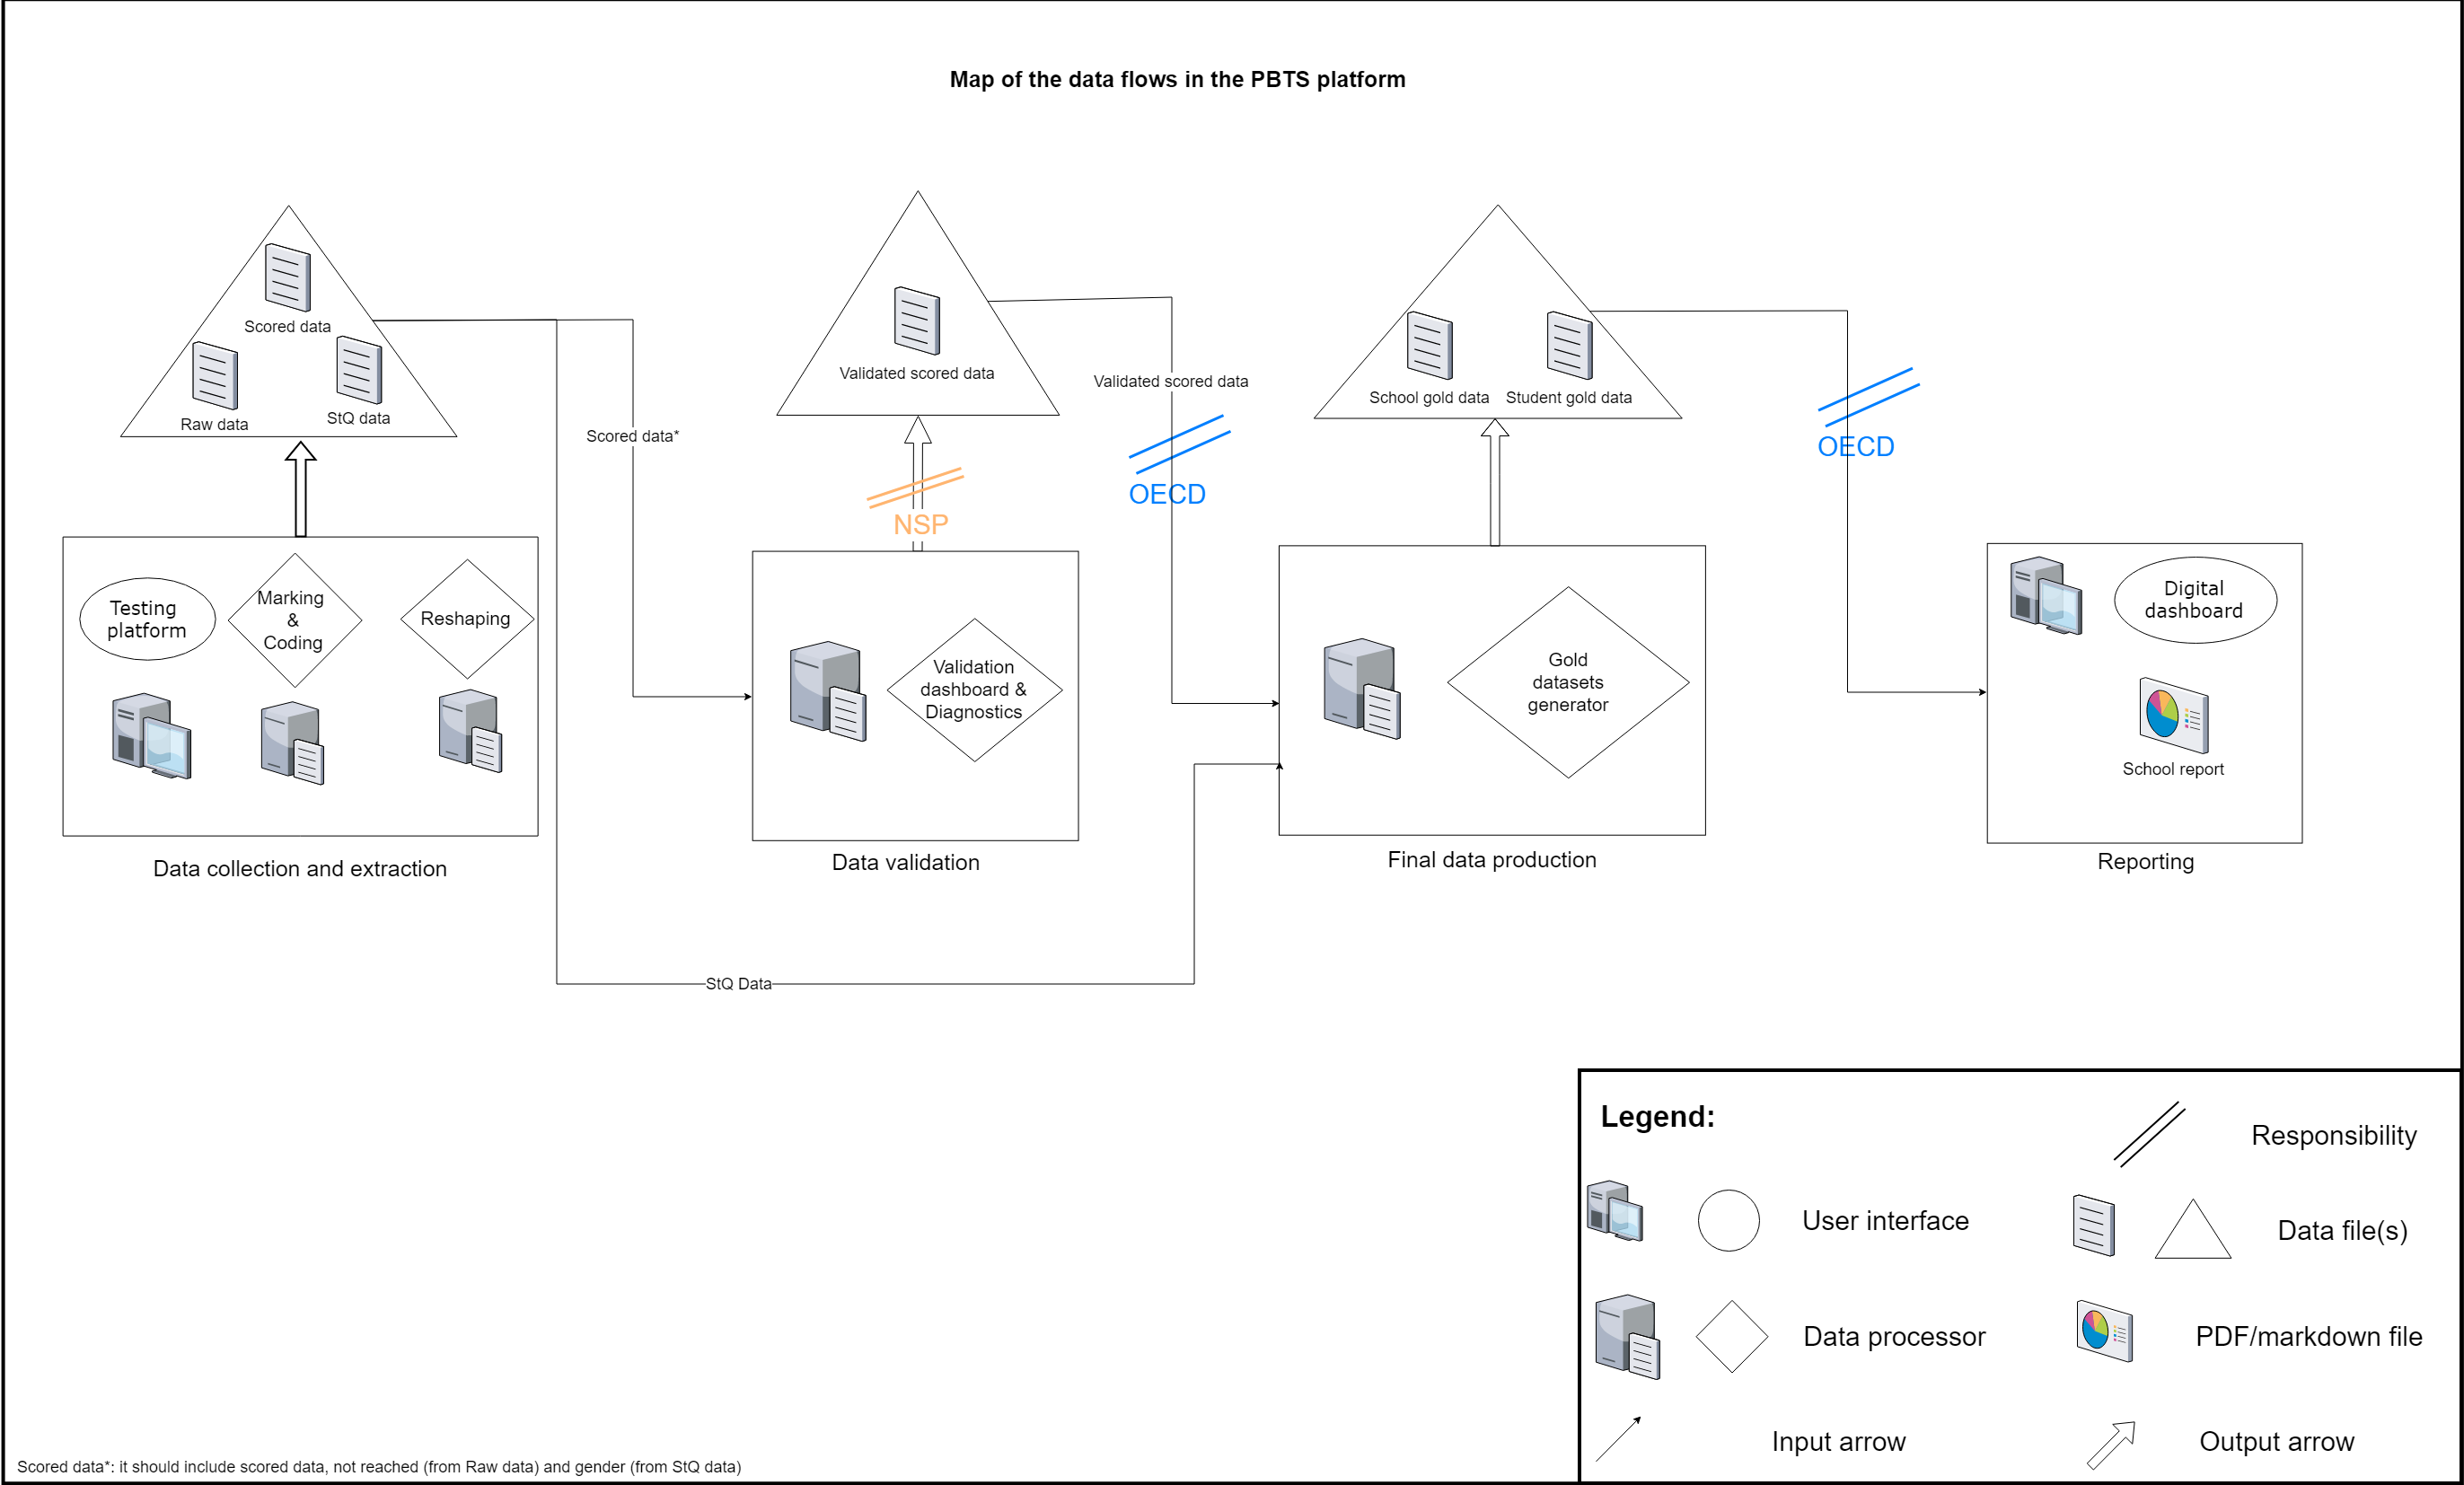 Map of the data flows in the PBTS platform
Scored data
Raw data
StQ data
Scored data*
Validated scored data
NSP
Validated scored data
OECD
School gold data
Student gold data
OECD
Testing
platform
Marking
&
Coding
Reshaping
Data collection and extraction
Validation
dashboard &
Diagnostics
Data validation
Gold
datasets
generator
Final data production
Digital
dashboard
School report
Reporting
StQ Data
Legend:
Responsibility
User interface
Data file(s)
Data processor
PDF/markdown file
Input arrow
Output arrow
Scored data*: it should include scored data, not reached (from Raw data) and gender (from StQ data)